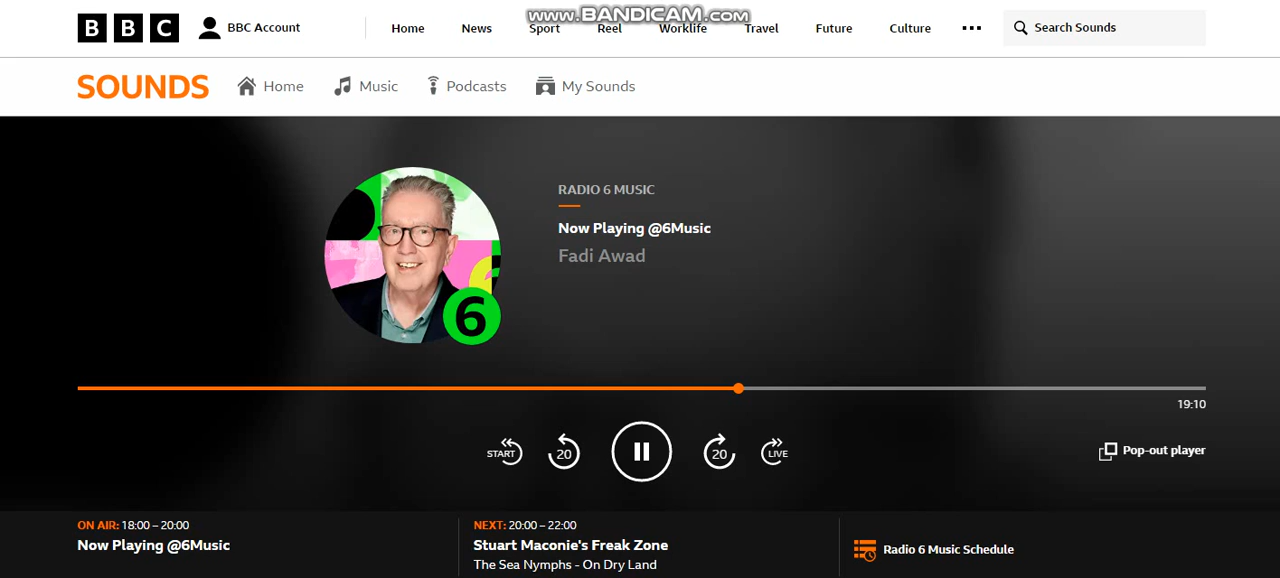 www.BANDICAM.com
BBC
BBC Account
Home
News
Sport
Reel
Worklife
Travel
Future
Culture
Search Sounds
SOUNDS
Home
Music
Podcasts
My Sounds
RADIO 6 MUSIC
Now Playing @6Music
Fadi Awad
6
19:10
START
20
20
LIVE
Pop-out player
ON AIR: 18:00 – 20:00
Now Playing @6Music
NEXT: 20:00 – 22:00
Stuart Maconie's Freak Zone
The Sea Nymphs - On Dry Land
Radio 6 Music Schedule